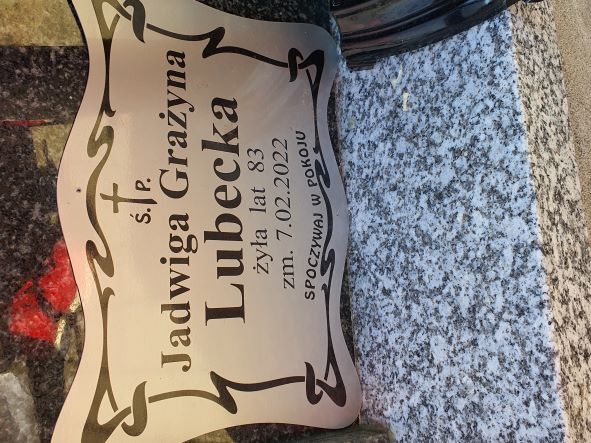 Ś. P.
Jadwiga Grażyna
Lubecka
żyła lat 83
zm. 7.02.2022
SPOCZYWAJ W POKOJU